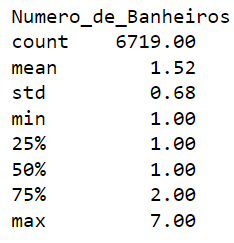 Numero_de_Banheiros
count 6719.00
mean 1.52
std 0.68
min 1.00
25% 1.00
50% 1.00
75% 2.00
max 7.00